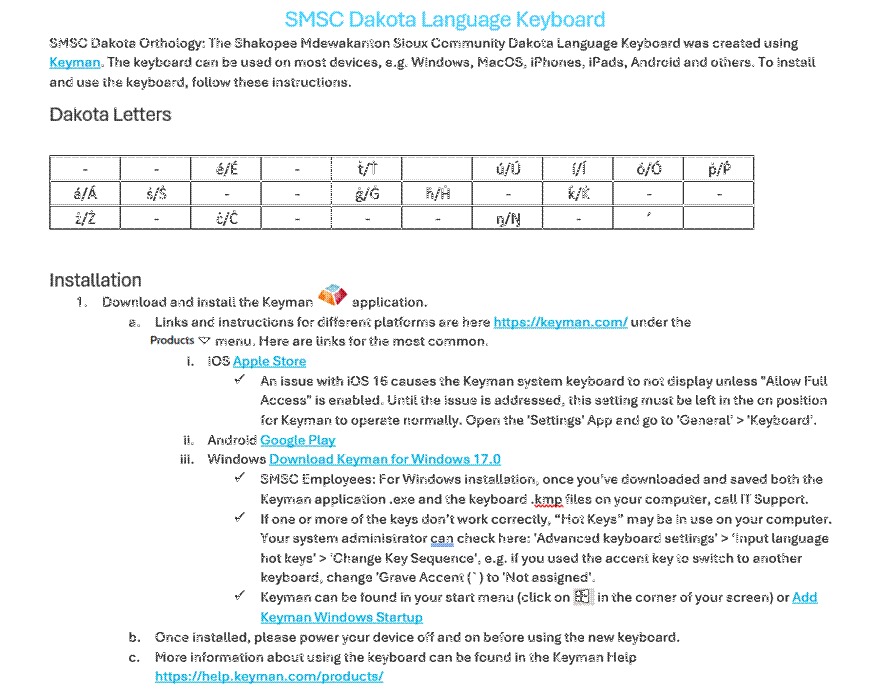 SMSC Dakota Language Keyboard
SMSC Dakota Orthology: The Shakopee Mdewakanton Sioux Community Dakota Language Keyboard was created using
Keyman. The keyboard can be used on most devices, e.g. Windows, MacOS, iPhones, iPads, Android and others. To install
and use the keyboard, follow these instructions.
Dakota Letters
- - é/É - ṫ/Ṫ ú/Ú í/Í ó/Ó ṗ/Ṗ
á/Á ṡ/Ṡ - - ġ/Ġ ḣ/Ḣ - k̇/K̇ - -
ż/Ż - ċ/Ċ - - - ŋ/Ŋ - ʼ
Installation
1. Download and install the Keyman application.
a. Links and instructions for different platforms are here https://keyman.com/ under the
Products menu. Here are links for the most common.
i. iOS Apple Store
✓ An issue with iOS 16 causes the Keyman system keyboard to not display unless "Allow Full
Access" is enabled. Until the issue is addressed, this setting must be left in the on position
for Keyman to operate normally. Open the 'Settings' App and go to 'General' > 'Keyboard'.
ii. Android Google Play
iii. Windows Download Keyman for Windows 17.0
✓ SMSC Employees: For Windows installation, once you've downloaded and saved both the
Keyman application .exe and the keyboard .kmp files on your computer, call IT Support.
✓ If one or more of the keys don't work correctly, “Hot Keys” may be in use on your computer.
Your system administrator can check here: 'Advanced keyboard settings' > 'Input language
hot keys' > 'Change Key Sequence', e.g. if you used the accent key to switch to another
keyboard, change 'Grave Accent (`) to 'Not assigned'.
✓ Keyman can be found in your start menu (click on in the corner of your screen) or Add
Keyman Windows Startup
b. Once installed, please power your device off and on before using the new keyboard.
c. More information about using the keyboard can be found in the Keyman Help
https://help.keyman.com/products/